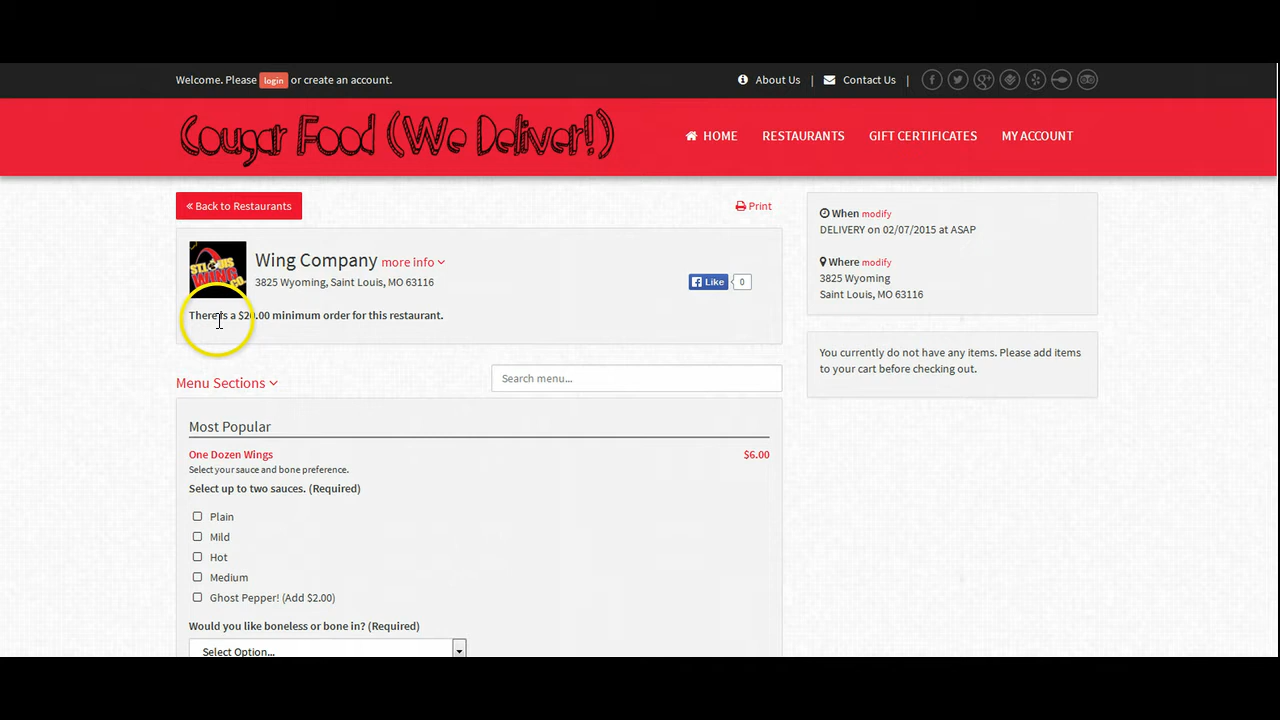 Welcome. Please login or create an account.
About Us | Contact Us |
Cougar Food (We Deliver!)
HOME RESTAURANTS GIFT CERTIFICATES MY ACCOUNT
« Back to Restaurants
Print
ST. LOUIS
WING CO.
Wing Company more info
3825 Wyoming, Saint Louis, MO 63116
Like 0
There is a $20.00 minimum order for this restaurant.
When modify
DELIVERY on 02/07/2015 at ASAP
Where modify
3825 Wyoming
Saint Louis, MO 63116
You currently do not have any items. Please add items
to your cart before checking out.
Menu Sections
Search menu...
Most Popular
One Dozen Wings $6.00
Select your sauce and bone preference.
Select up to two sauces. (Required)
Plain
Mild
Hot
Medium
Ghost Pepper! (Add $2.00)
Would you like boneless or bone in? (Required)
Select Option...